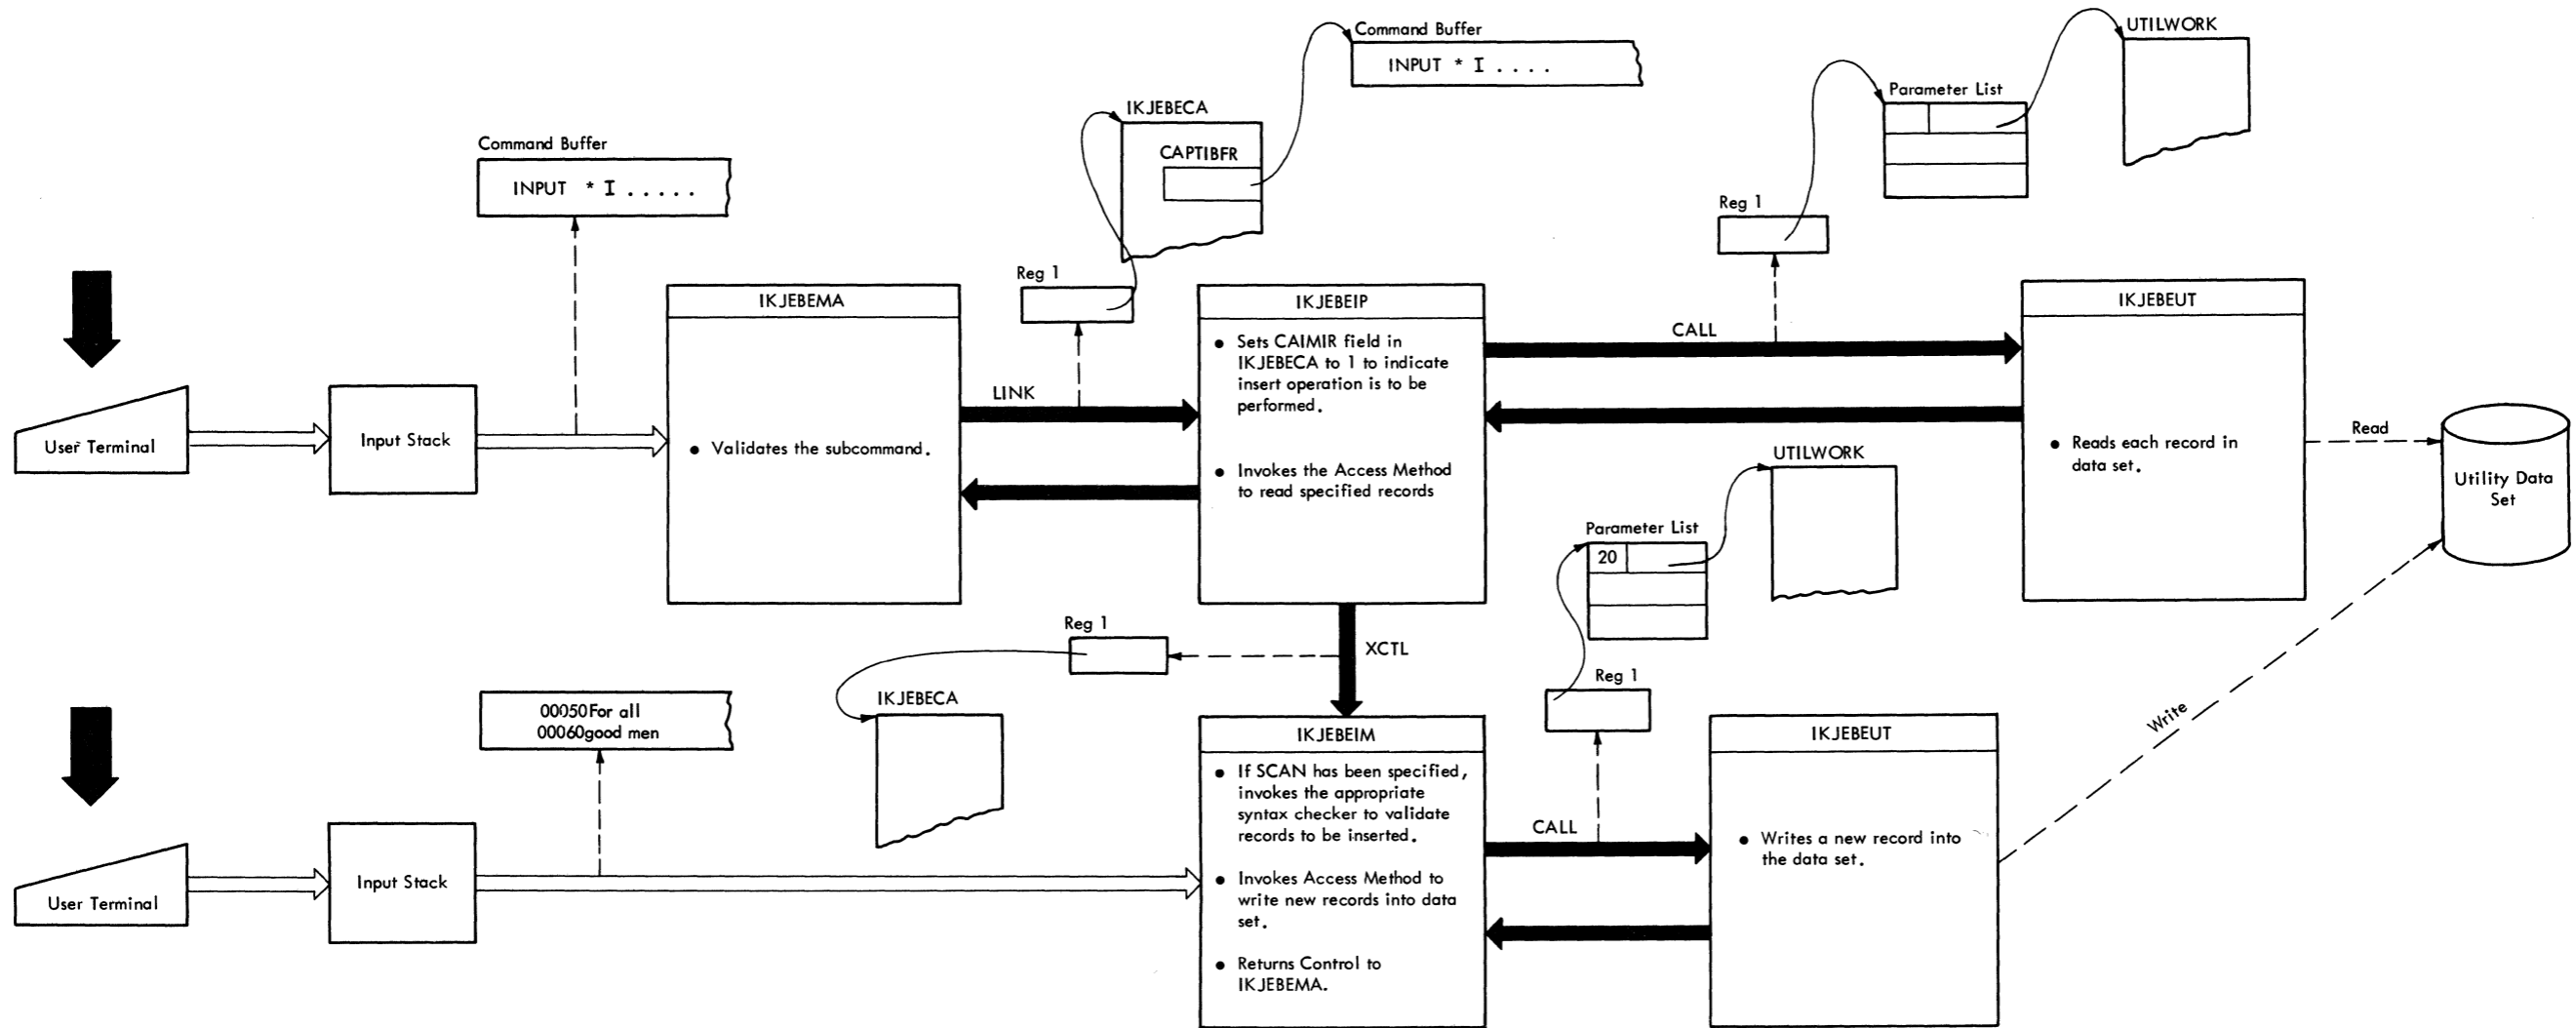 Command Buffer
INPUT * I . . . .
UTILWORK
Parameter List
IKJEBECA
CAPTIBFR
Command Buffer
INPUT * I . . . . .
Reg 1
Reg 1
IKJEBEMA
• Validates the subcommand.
LINK
IKJEBEIP
• Sets CAIMIR field in
IKJEBECA to 1 to indicate
insert operation is to be
performed.
• Invokes the Access Method
to read specified records
CALL
IKJEBEUT
• Reads each record in
data set.
Read
Utility Data
Set
User Terminal
Input Stack
UTILWORK
Parameter List
20
Reg 1
XCTL
Reg 1
IKJEBECA
00050For all
00060good men
User Terminal
Input Stack
IKJEBEIM
• If SCAN has been specified,
invokes the appropriate
syntax checker to validate
records to be inserted.
• Invokes Access Method to
write new records into data
set.
• Returns Control to
IKJEBEMA.
CALL
IKJEBEUT
• Writes a new record into
the data set.
Write